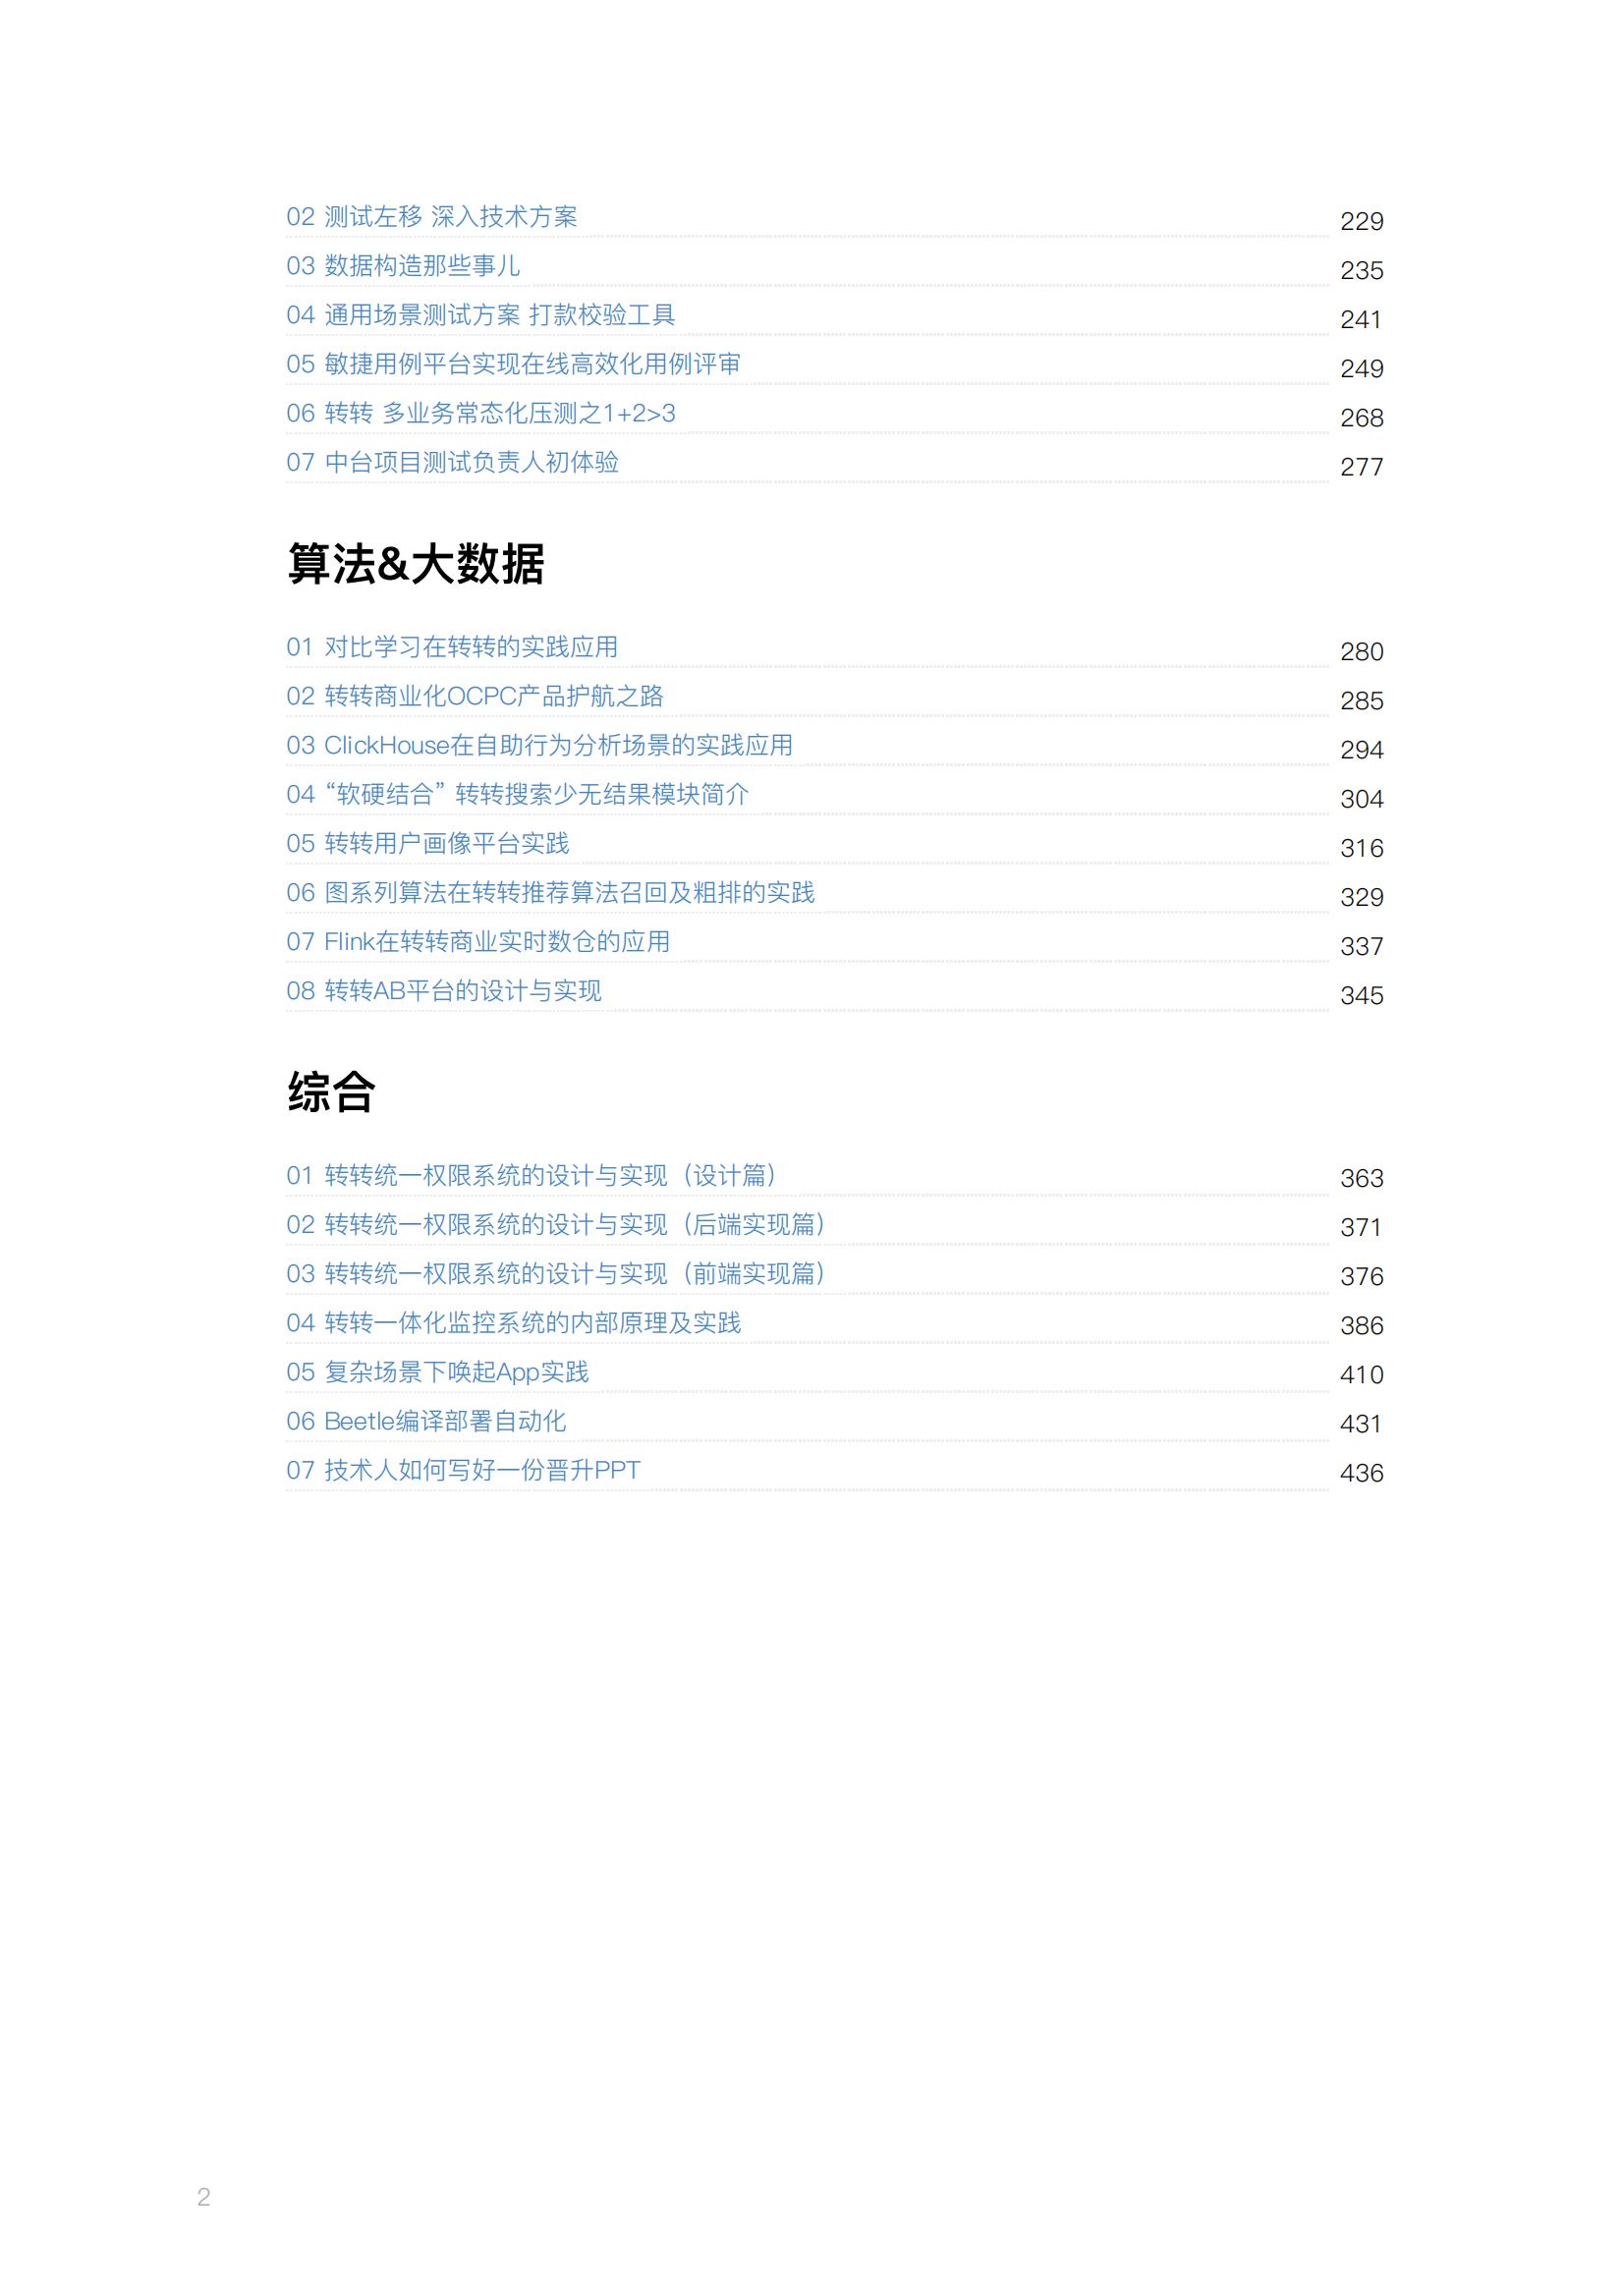 02 测试左移 深入技术方案 229
03 数据构造那些事儿 235
04 通用场景测试方案 打款校验工具 241
05 敏捷用例平台实现在线高效化用例评审 249
06 转转 多业务常态化压测之1+2>3 268
07 中台项目测试负责人初体验 277
算法&大数据
01 对比学习在转转的实践应用 280
02 转转商业化OCPC产品护航之路 285
03 ClickHouse在自助行为分析场景的实践应用 294
04 “软硬结合” 转转搜索少无结果模块简介 304
05 转转用户画像平台实践 316
06 图系列算法在转转推荐算法召回及粗排的实践 329
07 Flink在转转商业实时数仓的应用 337
08 转转AB平台的设计与实现 345
综合
01 转转统一权限系统的设计与实现（设计篇） 363
02 转转统一权限系统的设计与实现（后端实现篇） 371
03 转转统一权限系统的设计与实现（前端实现篇） 376
04 转转一体化监控系统的内部原理及实践 386
05 复杂场景下唤起App实践 410
06 Beetle编译部署自动化 431
07 技术人如何写好一份晋升PPT 436
2